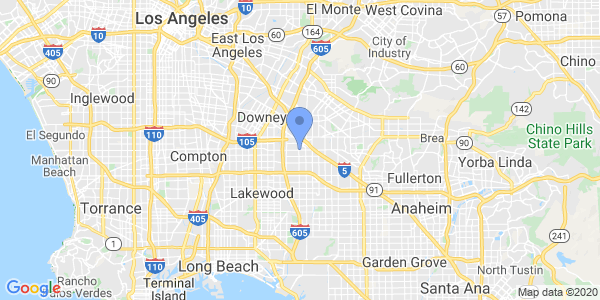 Los Angeles
El Monte
West Covina
Pomona
10
57
164
60
10
405
East Los
Angeles
605
City of
Industry
60
Chino
90
Inglewood
Downey
142
El Segundo
110
105
Brea
90
Chino Hills
State Park
Manhattan
Beach
Compton
5
Yorba Linda
Lakewood
91
Fullerton
Torrance
405
Anaheim
1
605
241
Garden Grove
110
Long Beach
North Tustin
Rancho
Palos Verdes
Terminal
Island
Santa Ana
Google
Map data ©2020